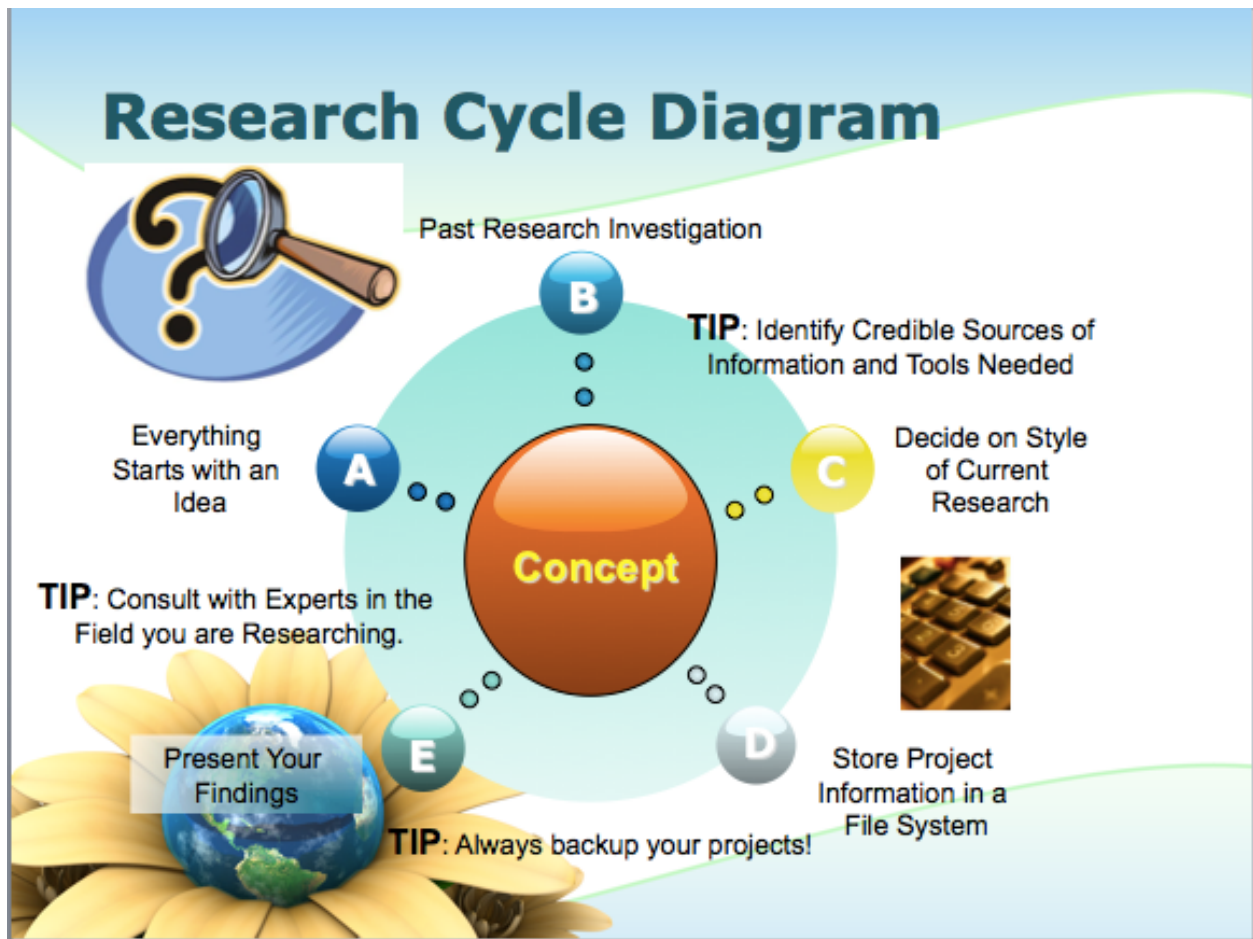 Research Cycle Diagram
Past Research Investigation
B
TIP: Identify Credible Sources of
Information and Tools Needed
Everything
Starts with an
Idea
A
C
Decide on Style
of Current
Research
Concept
TIP: Consult with Experts in the
Field you are Researching.
E
Present Your
Findings
D
Store Project
Information in a
File System
TIP: Always backup your projects!